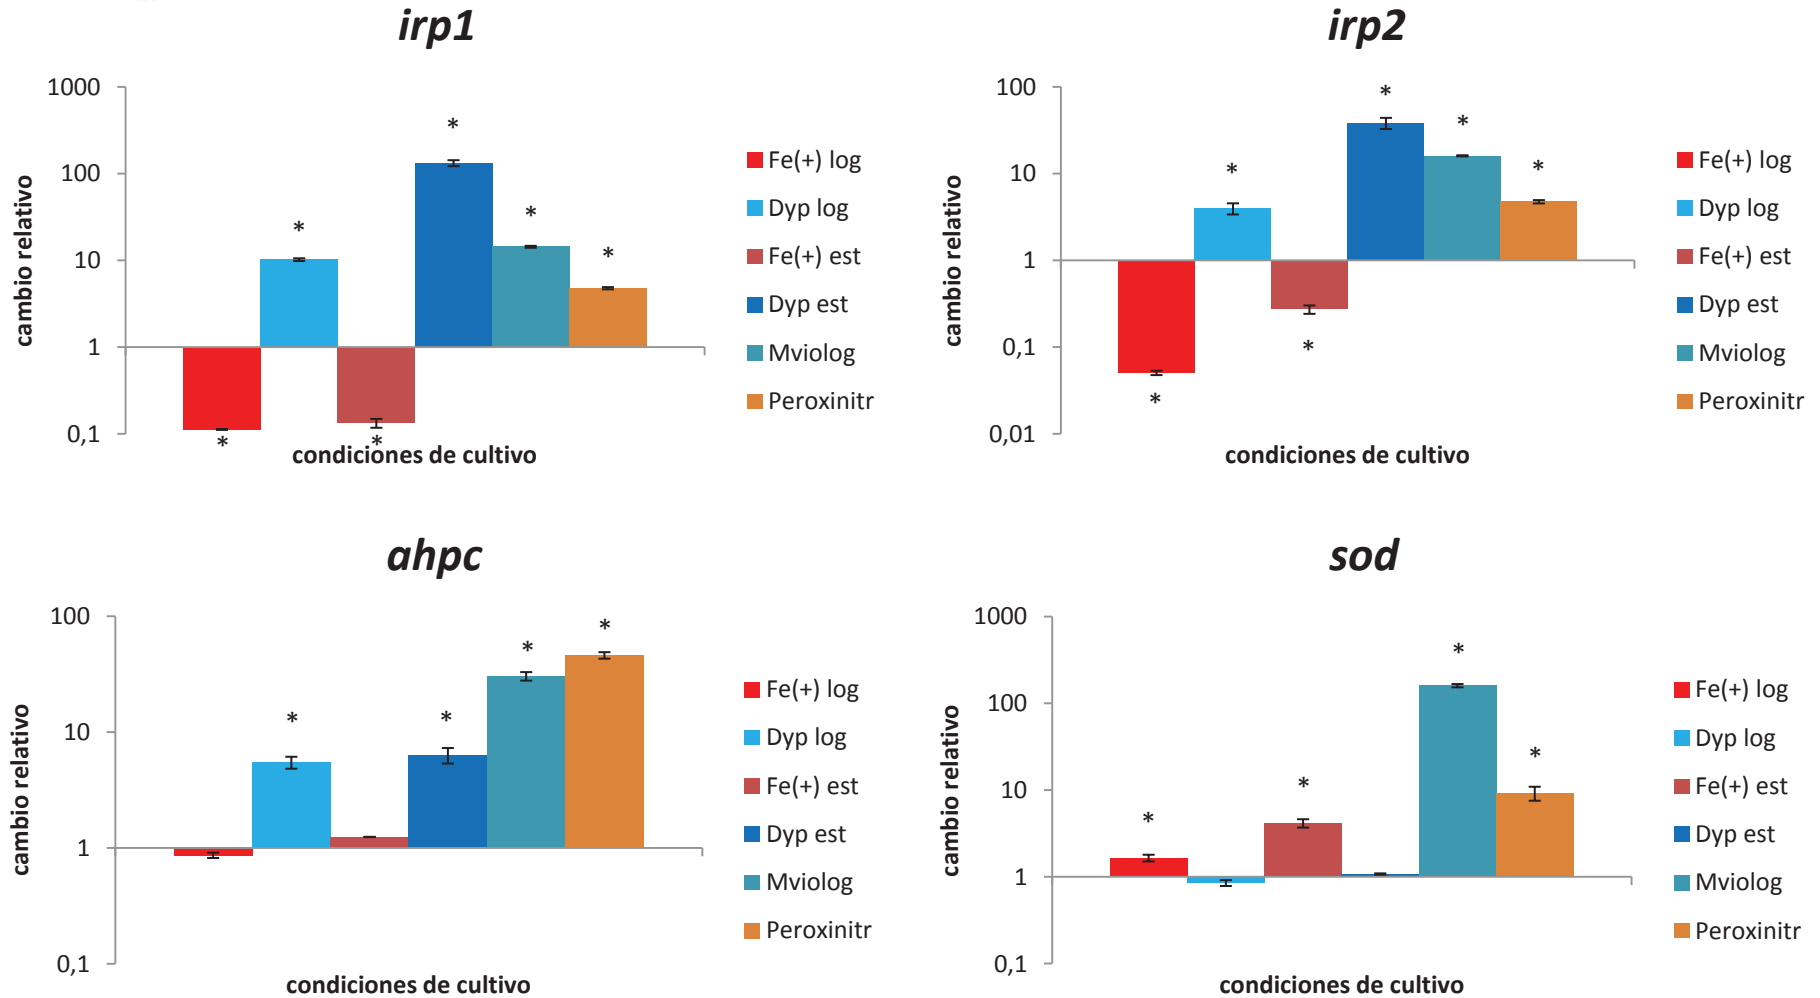 irp1
1000
100
10
1
0,1
cambio relativo
* * * * * *
condiciones de cultivo
Fe(+) log
Dyp log
Fe(+) est
Dyp est
Mviolog
Peroxinitr
irp2
100
10
1
0,1
0,01
cambio relativo
* * * * * *
condiciones de cultivo
Fe(+) log
Dyp log
Fe(+) est
Dyp est
Mviolog
Peroxinitr
ahpc
100
10
1
0,1
cambio relativo
* * * *
condiciones de cultivo
Fe(+) log
Dyp log
Fe(+) est
Dyp est
Mviolog
Peroxinitr
sod
1000
100
10
1
0,1
cambio relativo
* * * *
condiciones de cultivo
Fe(+) log
Dyp log
Fe(+) est
Dyp est
Mviolog
Peroxinitr